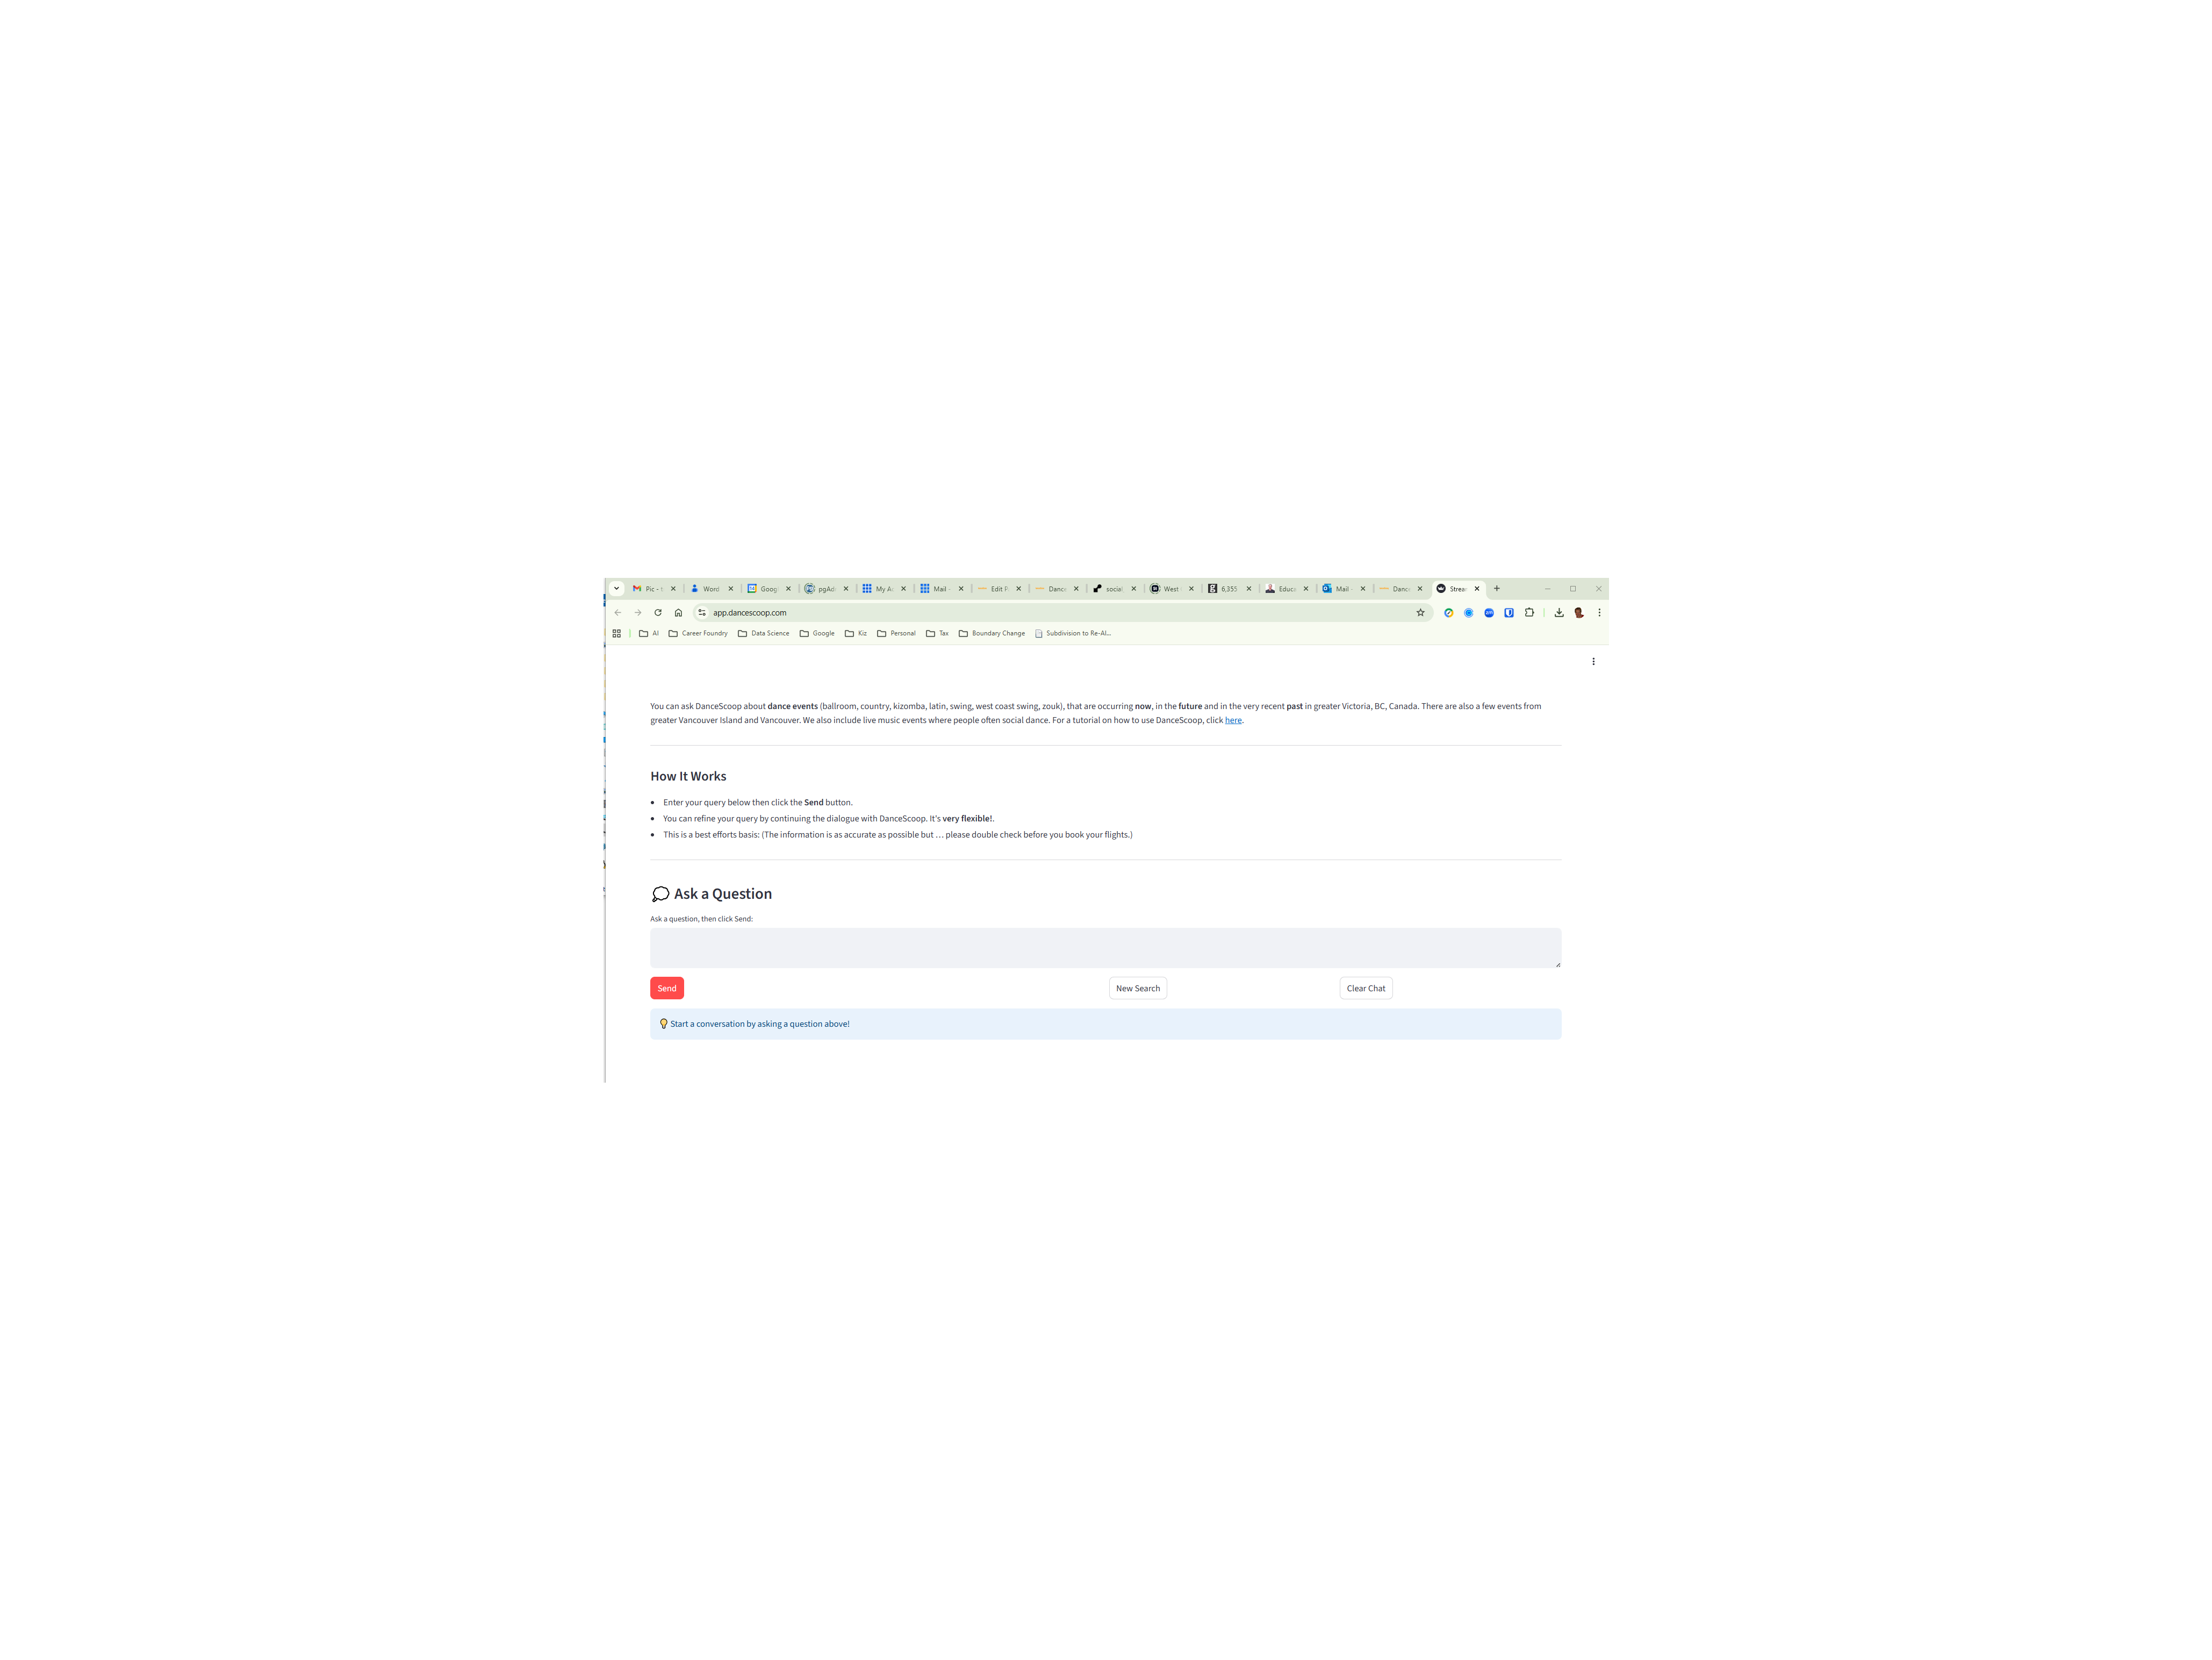 Pic - s
Word
Goog
pgAd
My A
Mail -
Edit P
Dance
social
West
6,355
Educa
Mail -
Dance
Strea
app.dancescoop.com
AI
Career Foundry
Data Science
Google
Kiz
Personal
Tax
Boundary Change
Subdivision to Re-Al...
You can ask DanceScoop about dance events (ballroom, country, kizomba, latin, swing, west coast swing, zouk), that are occurring now, in the future and in the very recent past in greater Victoria, BC, Canada. There are also a few events from
greater Vancouver Island and Vancouver. We also include live music events where people often social dance. For a tutorial on how to use DanceScoop, click here.
How It Works
Enter your query below then click the Send button.
You can refine your query by continuing the dialogue with DanceScoop. It's very flexible!.
This is a best efforts basis: (The information is as accurate as possible but … please double check before you book your flights.)
Ask a Question
Ask a question, then click Send:
Send
New Search
Clear Chat
Start a conversation by asking a question above!